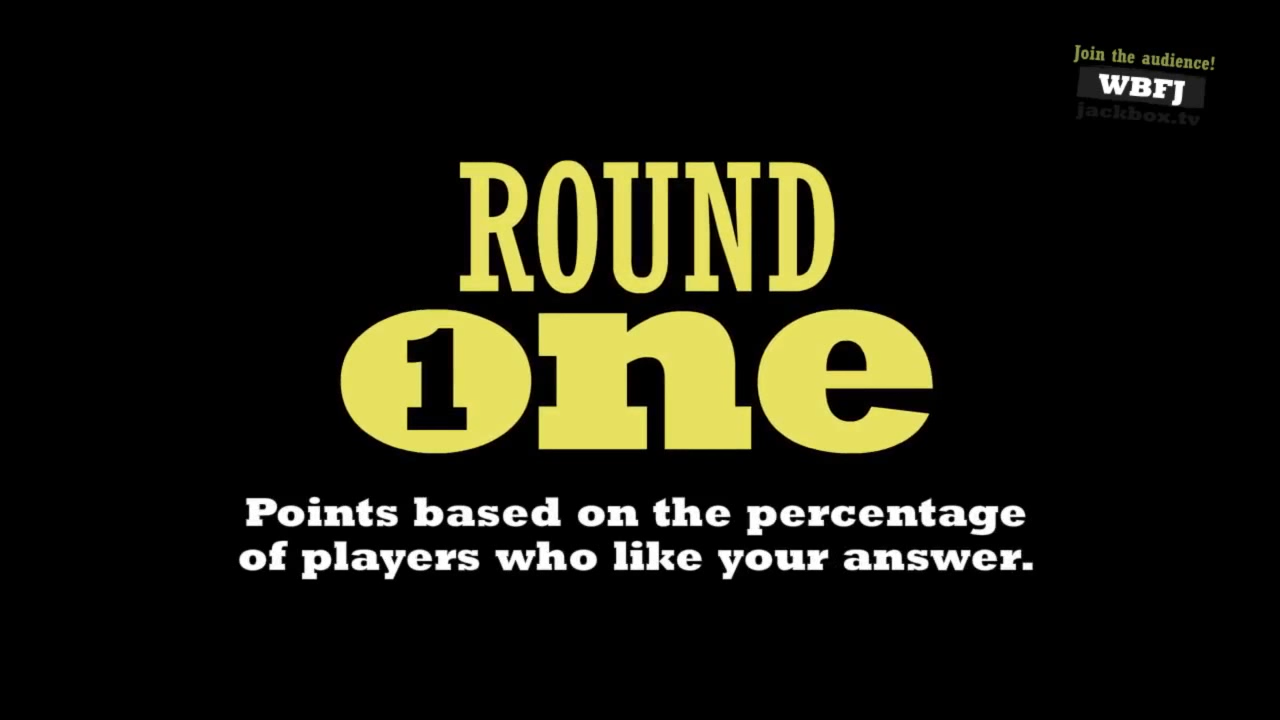 Join the audience!
WBFJ
jackbox.tv
ROUND
1
One
Points based on the percentage
of players who like your answer.